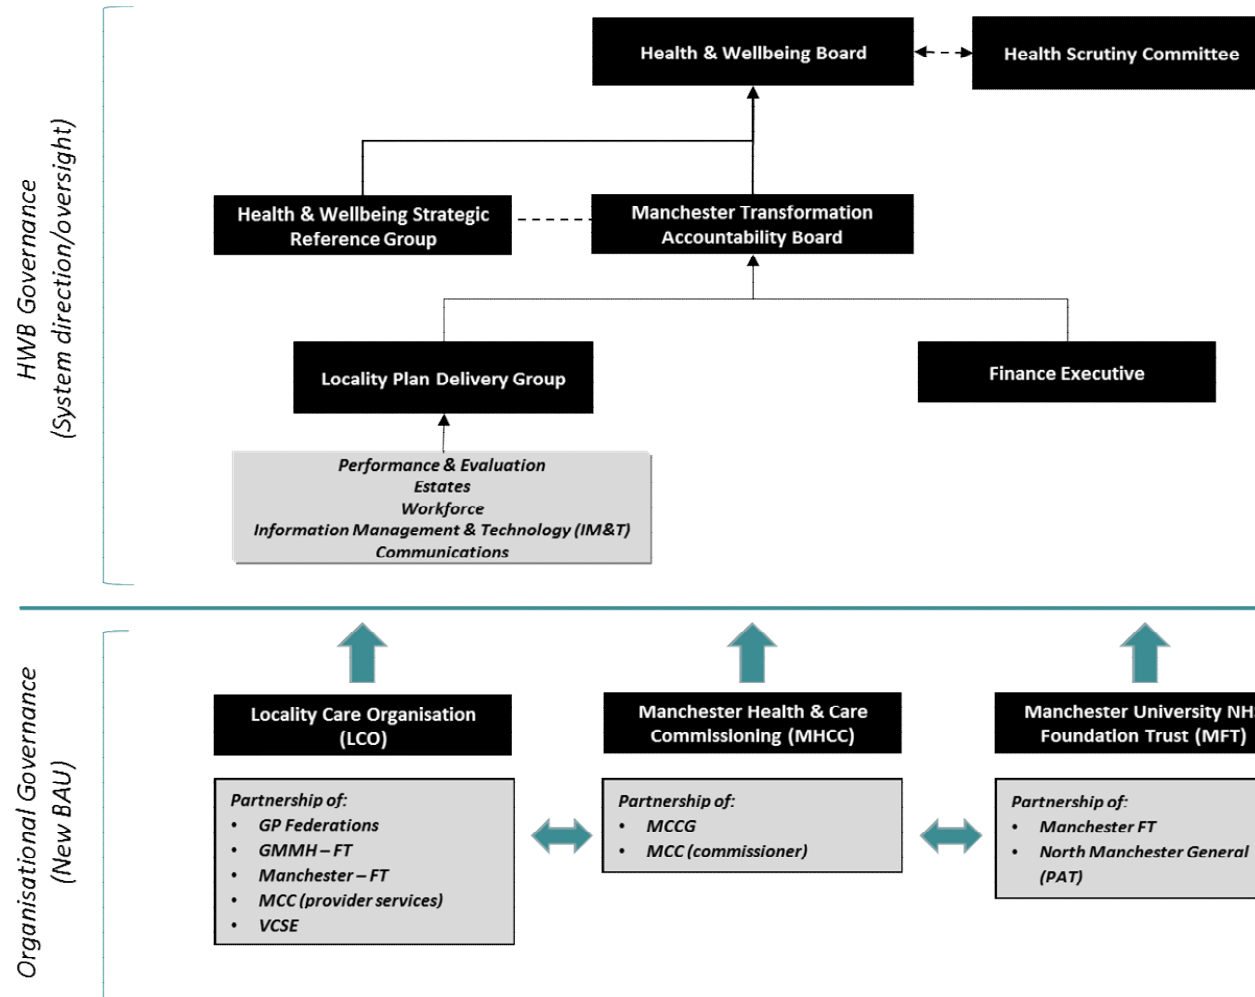 HWB Governance
(System direction/oversight)
Health & Wellbeing Board
Health Scrutiny Committee
Health & Wellbeing Strategic
Reference Group
Manchester Transformation
Accountability Board
Locality Plan Delivery Group
Finance Executive
Performance & Evaluation
Estates
Workforce
Information Management & Technology (IM&T)
Communications
Organisational Governance
(New BAU)
Locality Care Organisation
(LCO)
Partnership of:
• GP Federations
• GMMH – FT
• Manchester – FT
• MCC (provider services)
• VCSE
Manchester Health & Care
Commissioning (MHCC)
Partnership of:
• MCCG
• MCC (commissioner)
Manchester University NHS
Foundation Trust (MFT)
Partnership of:
• Manchester FT
• North Manchester General
(PAT)